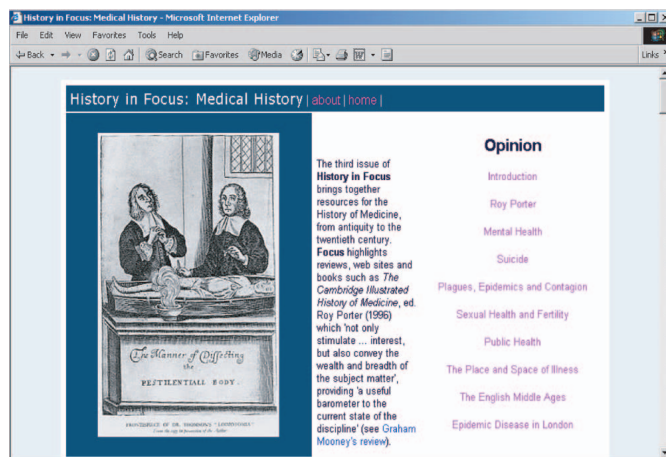 History in Focus: Medical History - Microsoft Internet Explorer
File Edit View Favorites Tools Help
Back Search Favorites Media Links
History in Focus: Medical History | about | home |
The Manner of Dissecting
the
PESTILENTIALL BODY.
The third issue of
History in Focus
brings together
resources for the
History of Medicine,
from antiquity to the
twentieth century.
Focus highlights
reviews, web sites and
books such as The
Cambridge Illustrated
History of Medicine, ed.
Roy Porter (1996)
which 'not only
stimulate ... interest,
but also convey the
wealth and breadth of
the subject matter',
providing 'a useful
barometer to the
current state of the
discipline' (see Graham
Mooney's review).
Opinion
Introduction
Roy Porter
Mental Health
Suicide
Plagues, Epidemics and Contagion
Sexual Health and Fertility
Public Health
The Place and Space of Illness
The English Middle Ages
Epidemic Disease in London